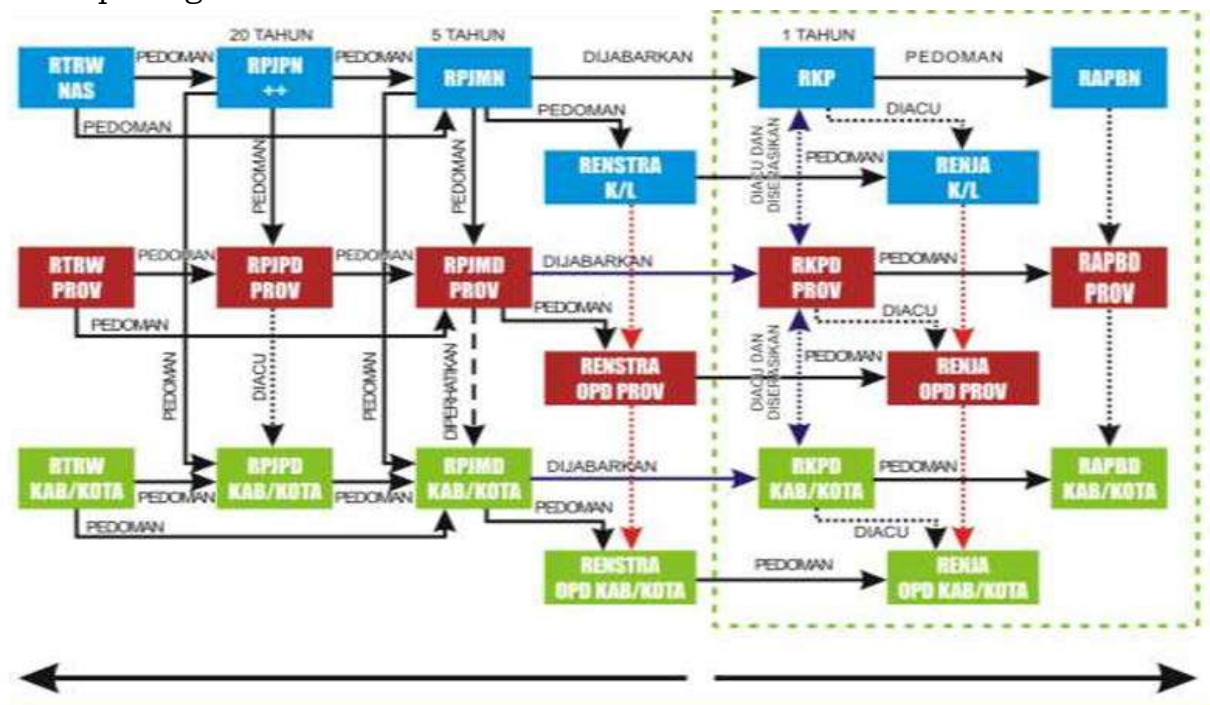 20 TAHUN
5 TAHUN
1 TAHUN
RTRW
NAS
PEDOMAN
RPJPN
++
PEDOMAN
RPJMN
DIJABARKAN
RKP
PEDOMAN
RAPBN
PEDOMAN
PEDOMAN
DIACU
PEDOMAN
PEDOMAN
RENSTRA
K/L
PEDOMAN
RENJA
K/L
DIACU DAN
DISERASIKAN
RTRW
PROV
PEDOMAN
RPJPD
PROV
PEDOMAN
RPJMD
PROV
DIJABARKAN
RKPD
PROV
PEDOMAN
RAPBD
PROV
PEDOMAN
PEDOMAN
DIACU
PEDOMAN
DIACU
PEDOMAN
DIPERHATIKAN
RENSTRA
OPD PROV
PEDOMAN
RENJA
OPD PROV
DIACU DAN
DISERASIKAN
RTRW
KAB/KOTA
PEDOMAN
RPJPD
KAB/KOTA
PEDOMAN
RPJMD
KAB/KOTA
DIJABARKAN
RKPD
KAB/KOTA
PEDOMAN
RAPBD
KAB/KOTA
PEDOMAN
PEDOMAN
DIACU
RENSTRA
OPD KAB/KOTA
PEDOMAN
RENJA
OPD KAB/KOTA